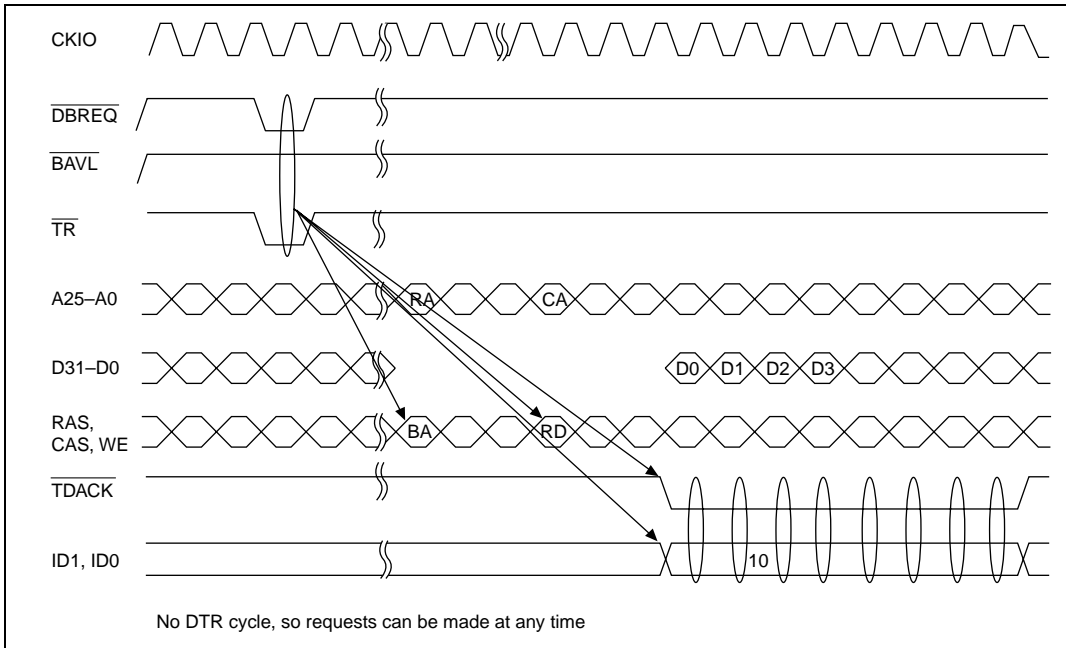 CKIO
DBREQ
BAVL
TR
A25–A0
RA
CA
D31–D0
D0
D1
D2
D3
RAS,
CAS, WE
BA
RD
TDACK
ID1, ID0
10
No DTR cycle, so requests can be made at any time